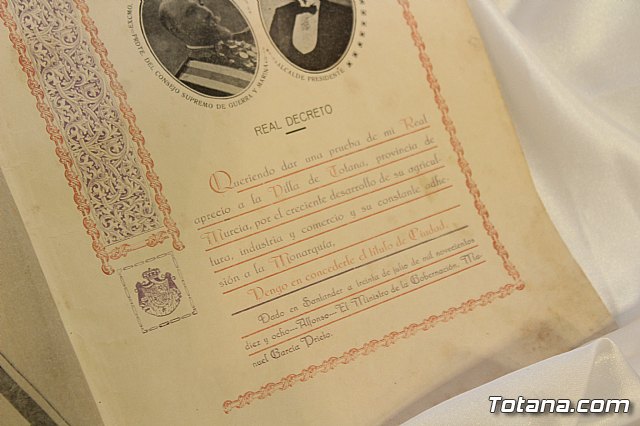 EXCMO.
PDTE. DEL CONSEJO SUPREMO DE GUERRA Y MARIN
ALCALDE PRESIDENTE
REAL DECRETO
Queriendo dar una prueba de mi Real
aprecio a la Villa de Totana, provincia de
Murcia, por el creciente desarrollo de su agricul-
tura, industria y comercio y su constante adhe-
sión a la Monarquía,
Vengo en concederle el título de Ciudad.
Dado en Santander a treinta de julio de mil novecientos
diez y ocho.—Alfonso.—El Ministro de la Gobernación, Ma-
nuel García Prieto.
Totana.com